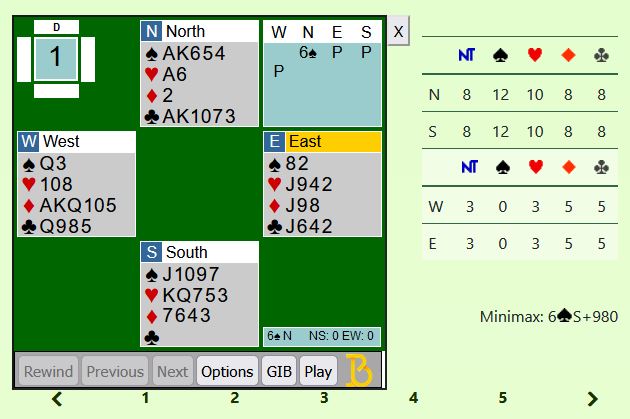 D
1
N North
♠ AK654
♥ A6
♦ 2
♣ AK1073
W N E S
6♠ P P
P
X
W West
♠ Q3
♥ 108
♦ AKQ105
♣ Q985
E East
♠ 82
♥ J942
♦ J98
♣ J642
S South
♠ J1097
♥ KQ753
♦ 7643
♣
6♠ N NS: 0 EW: 0
Rewind Previous Next Options GIB Play B
NT ♠ ♥ ♦ ♣
N 8 12 10 8 8
S 8 12 10 8 8
NT ♠ ♥ ♦ ♣
W 3 0 3 5 5
E 3 0 3 5 5
Minimax: 6♠S+980
< 1 2 3 4 5 >